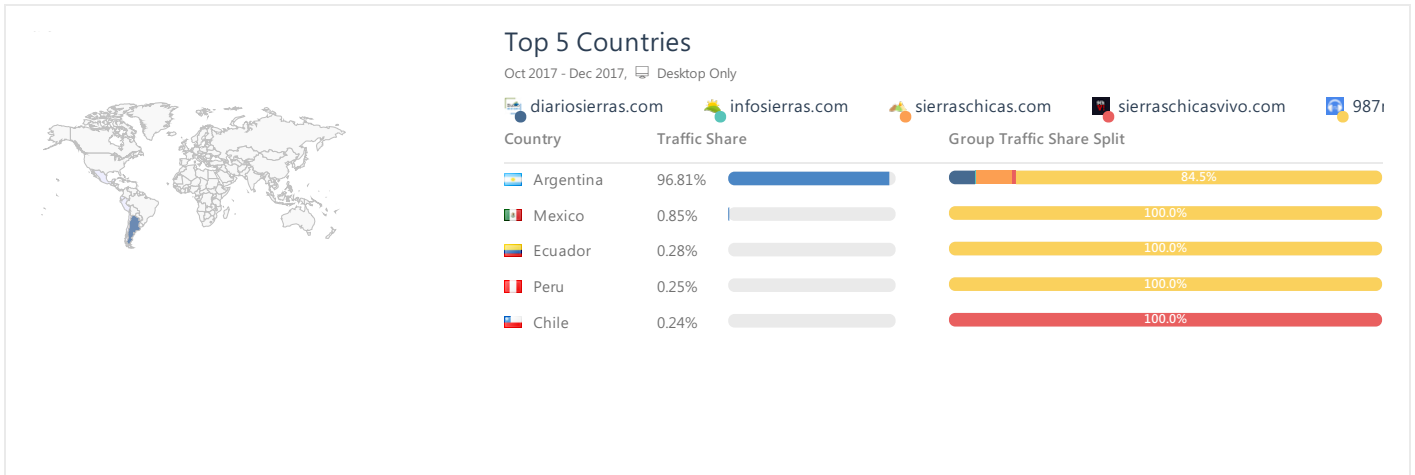 Top 5 Countries
Oct 2017 - Dec 2017, Desktop Only
diariosierras.com infosierras.com sierraschicas.com sierraschicasvivo.com
Country Traffic Share Group Traffic Share Split
Argentina 96.81% 84.5%
Mexico 0.85% 100.0%
Ecuador 0.28% 100.0%
Peru 0.25% 100.0%
Chile 0.24% 100.0%